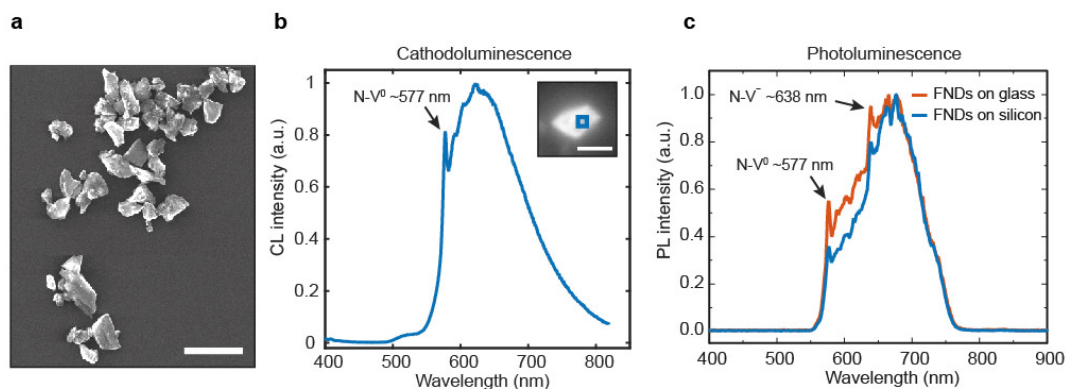 a
b
Cathodoluminescence
CL intensity (a.u.)
1
0.8
0.6
0.4
0.2
0
N-V⁰ ~577 nm
400 500 600 700 800
Wavelength (nm)
c
Photoluminescence
PL intensity (a.u.)
1.0
0.8
0.6
0.4
0.2
0.0
N-V⁻ ~638 nm
N-V⁰ ~577 nm
FNDs on glass
FNDs on silicon
400 500 600 700 800 900
Wavelength (nm)